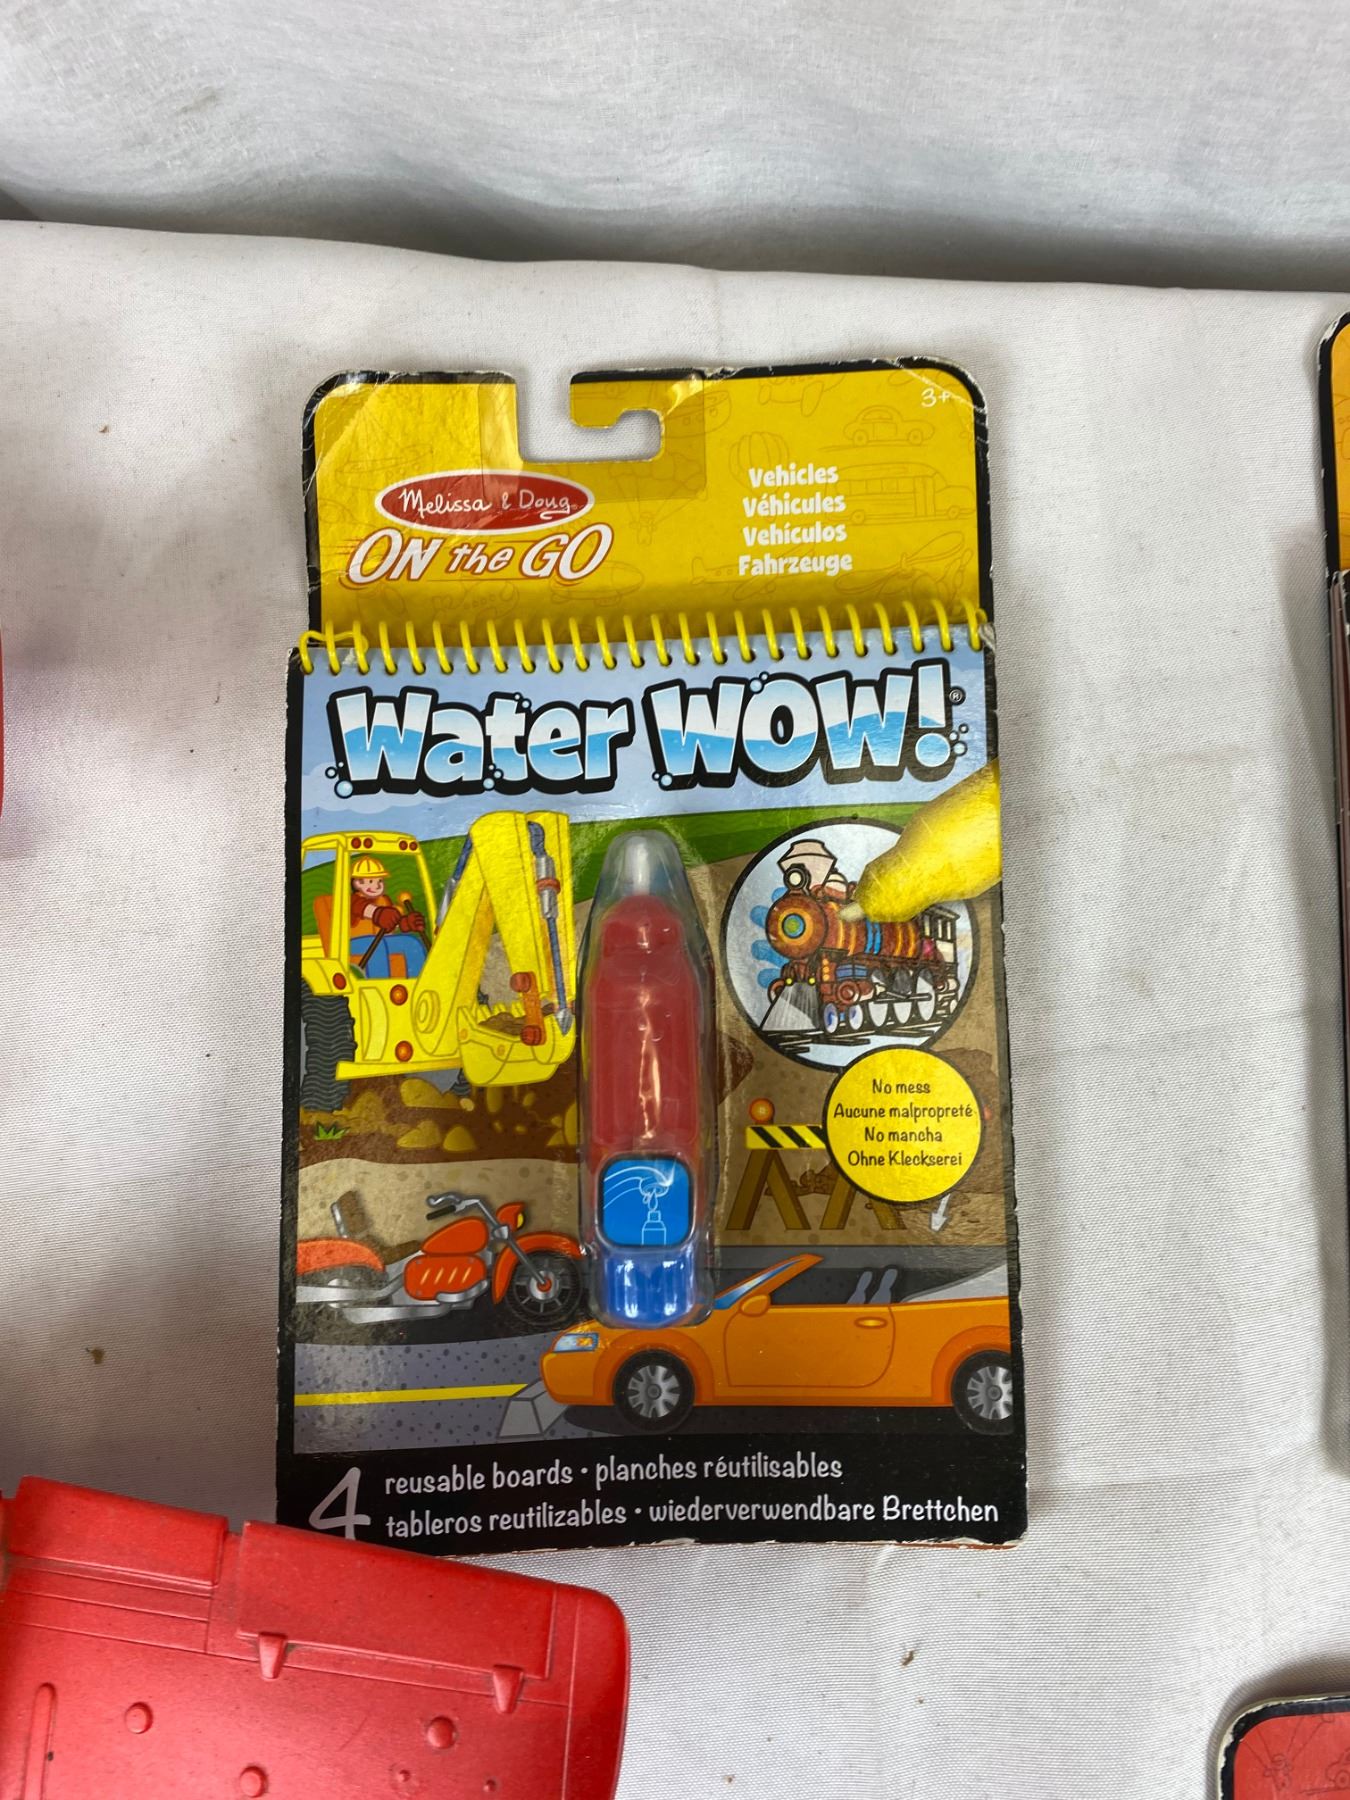 3+
Melissa & Doug
ON the GO
Vehicles
Véhicules
Vehículos
Fahrzeuge
Water WOW!®
No mess
Aucune malpropreté
No mancha
Ohne Kleckserei
4 reusable boards • planches réutilisables
tableros reutilizables • wiederverwendbare Brettchen